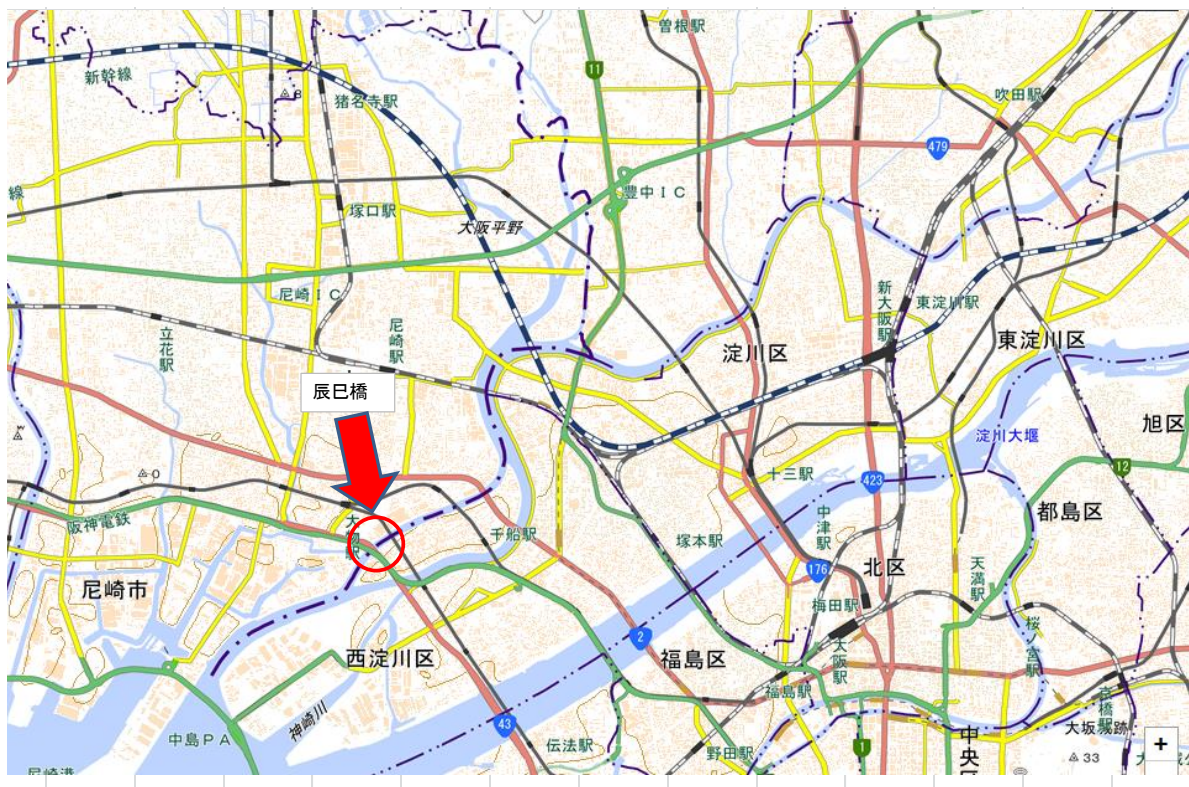 曽根駅
新幹線
11
8
猪名寺駅
吹田駅
479
線
豊中IC
塚口駅
大阪平野
尼崎IC
新大阪駅
東淀川駅
立花駅
尼崎駅
淀川区
東淀川区
辰巳橋
旭区
淀川大堰
0
十三駅
423
12
阪神電鉄
千船駅
塚本駅
中津駅
都島区
176
北区
天満駅
尼崎市
梅田駅
2
桜ノ宮駅
西淀川区
福島区
大阪駅
福島駅
京橋駅
神崎川
43
大坂城跡
中島PA
伝法駅
野田駅
1
中央区
33
+